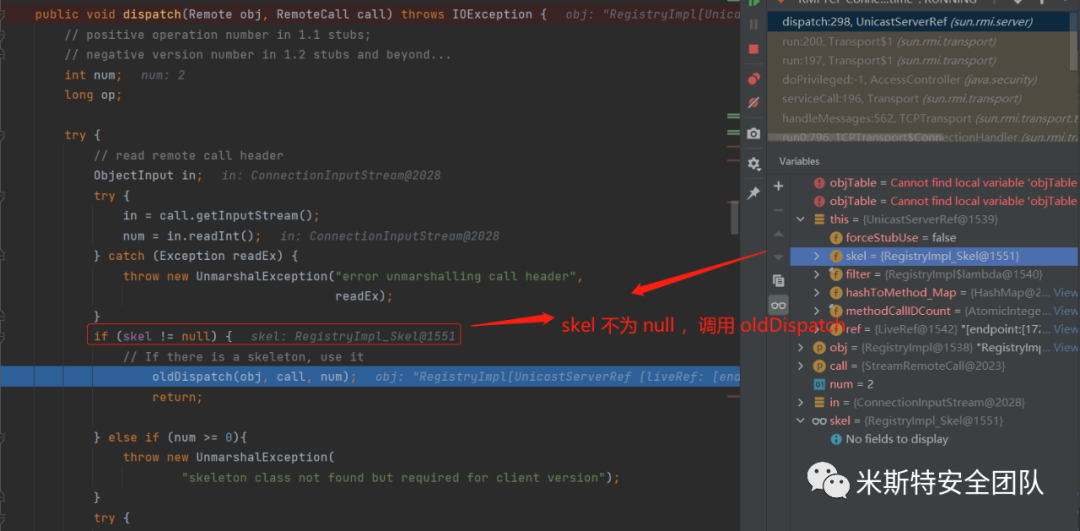 public void dispatch(Remote obj, RemoteCall call) throws IOException {   obj: "RegistryImpl[Unicas
// positive operation number in 1.1 stubs;
// negative version number in 1.2 stubs and beyond...
int num;   num: 2
long op;
try {
// read remote call header
ObjectInput in;   in: ConnectionInputStream@2028
try {
in = call.getInputStream();
num = in.readInt();   in: ConnectionInputStream@2028
} catch (Exception readEx) {
throw new UnmarshalException("error unmarshalling call header",
readEx);
}
if (skel != null) {   skel: RegistryImpl_Skel@1551
// If there is a skeleton, use it
oldDispatch(obj, call, num);   obj: "RegistryImpl[UnicastServerRef [liveRef: [end
return;
} else if (num >= 0){
throw new UnmarshalException(
"skeleton class not found but required for client version");
}
try {
skel 不为 null ，调用 oldDispatch
dispatch:298, UnicastServerRef (sun.rmi.server)
run:200, Transport$1 (sun.rmi.transport)
run:197, Transport$1 (sun.rmi.transport)
doPrivileged:-1, AccessController (java.security)
serviceCall:196, Transport (sun.rmi.transport)
handleMessages:562, TCPTransport (sun.rmi.transport.t
run0:796, TCPTransport$ConnectionHandler (sun.rmi
Variables
objTable = Cannot find local variable 'objTable
objTable = Cannot find local variable 'objTable
this = {UnicastServerRef@1539}
forceStubUse = false
skel = {RegistryImpl_Skel@1551}
filter = {RegistryImpl$lambda@1540}
hashToMethod_Map = {HashMap@2... View
methodCallIDCount = {AtomicIntege... View
ref = {LiveRef@1542} "[endpoint:[172 View
obj = {RegistryImpl@1538} "RegistryIm... View
call = {StreamRemoteCall@2023}
num = 2
in = {ConnectionInputStream@2028}
skel = {RegistryImpl_Skel@1551}
No fields to display
米斯特安全团队